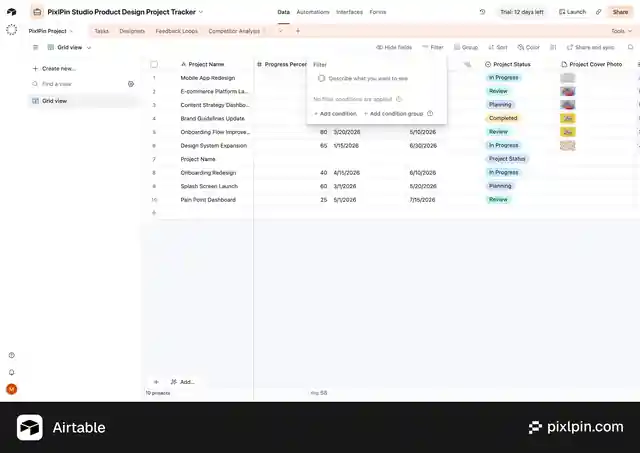 PixlPin Studio Product Design Project Tracker
Data Automations Interfaces Forms
Trial: 12 days left Launch Share
PixlPin Project Tasks Designers Feedback Loops Competitor Analysis Tools
Grid view
Hide fields Filter Group Sort Color Share and sync
Create new...
Find a view
Grid view
Project Name Progress Percen Project Status Project Cover Photo
Filter
Describe what you want to see
No filter conditions are applied
+ Add condition + Add condition group
1 Mobile App Redesign In Progress
2 E-commerce Platform La... Review
3 Content Strategy Dashbo... Planning
4 Brand Guidelines Update Completed
5 Onboarding Flow Improve... 80 3/20/2026 5/10/2026 Review
6 Design System Expansion 65 1/15/2026 6/30/2026 In Progress
7 Project Name Project Status
8 Onboarding Redesign 40 4/15/2026 6/10/2026 In Progress
9 Splash Screen Launch 60 3/1/2026 5/20/2026 Planning
10 Pain Point Dashboard 25 5/1/2026 7/15/2026 Review
+ Add...
10 projects
Avg 58
M
Airtable
pixlpin.com